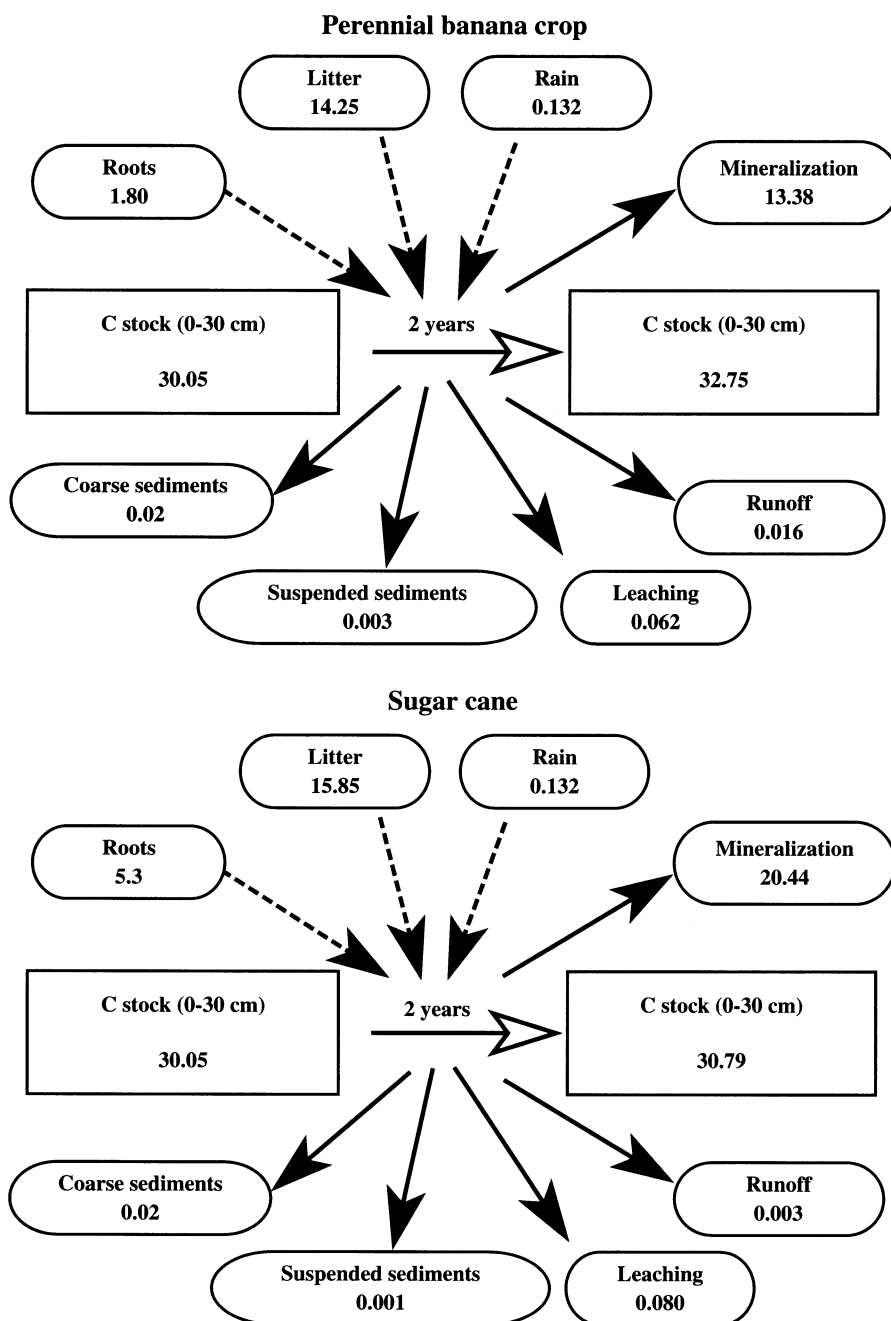 Perennial banana crop
Litter
14.25
Rain
0.132
Roots
1.80
Mineralization
13.38
C stock (0-30 cm)
30.05
2 years
C stock (0-30 cm)
32.75
Coarse sediments
0.02
Runoff
0.016
Suspended sediments
0.003
Leaching
0.062
Sugar cane
Litter
15.85
Rain
0.132
Roots
5.3
Mineralization
20.44
C stock (0-30 cm)
30.05
2 years
C stock (0-30 cm)
30.79
Coarse sediments
0.02
Runoff
0.003
Suspended sediments
0.001
Leaching
0.080